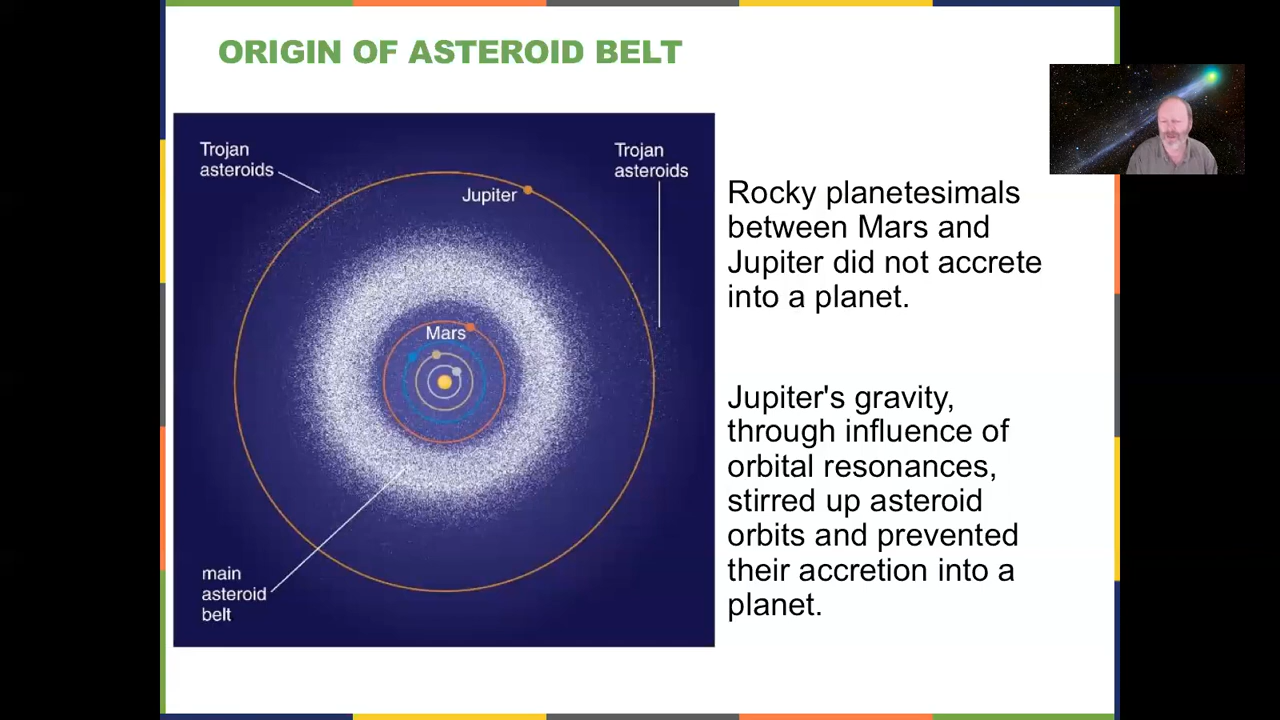 ORIGIN OF ASTEROID BELT
Trojan
asteroids
Trojan
asteroids
Jupiter
Mars
main
asteroid
belt
Rocky planetesimals
between Mars and
Jupiter did not accrete
into a planet.
Jupiter's gravity,
through influence of
orbital resonances,
stirred up asteroid
orbits and prevented
their accretion into a
planet.